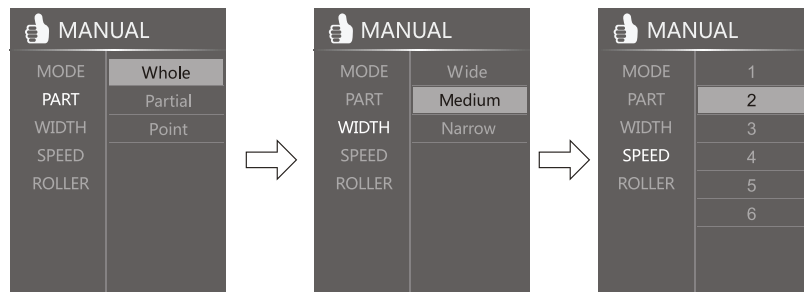 MANUAL
MODE
PART
WIDTH
SPEED
ROLLER
Whole
Partial
Point
MANUAL
MODE
PART
WIDTH
SPEED
ROLLER
Wide
Medium
Narrow
MANUAL
MODE
PART
WIDTH
SPEED
ROLLER
1
2
3
4
5
6